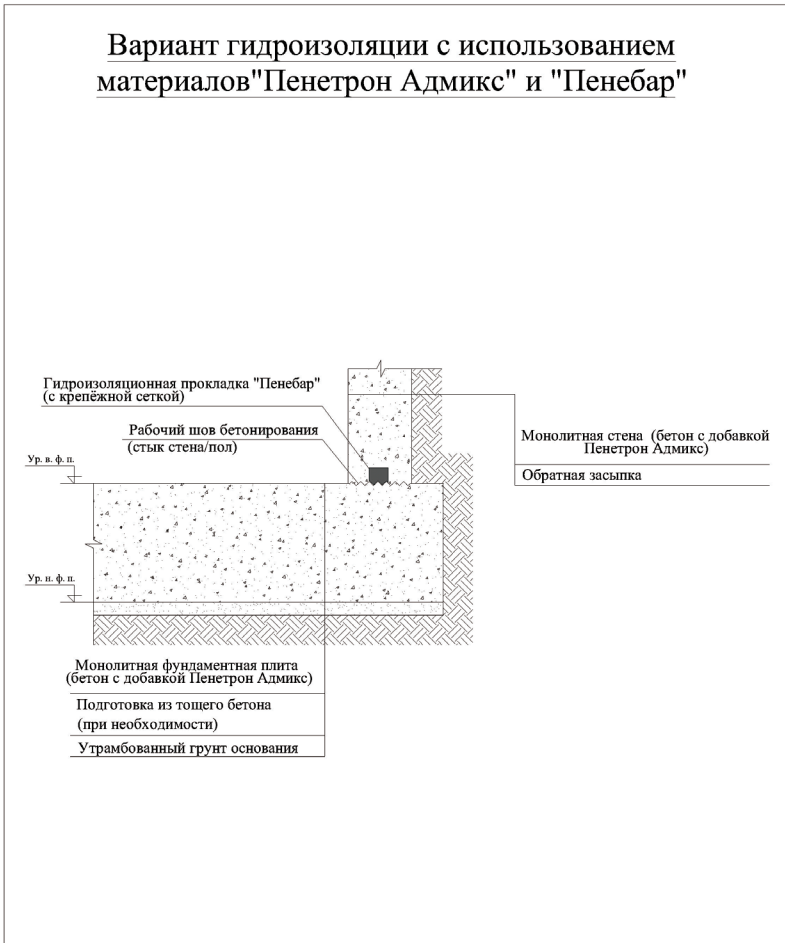 Вариант гидроизоляции с использованием
материалов"Пенетрон Адмикс" и "Пенебар"
Гидроизоляционная прокладка "Пенебар"
(с крепёжной сеткой)
Рабочий шов бетонирования
(стык стена/пол)
Монолитная стена (бетон с добавкой
Пенетрон Адмикс)
Обратная засыпка
Ур. в. ф. п.
Ур. н. ф. п.
Монолитная фундаментная плита
(бетон с добавкой Пенетрон Адмикс)
Подготовка из тощего бетона
(при необходимости)
Утрамбованный грунт основания